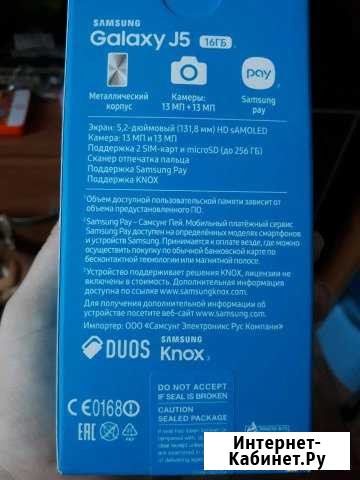 SAMSUNG
Galaxy J5 16ГБ
pay
Металлический корпус
Камеры: 13 МП + 13 МП
Samsung pay
Экран: 5,2-дюймовый (131,8 мм) HD sAMOLED
Камера: 13 МП и 13 МП
Поддержка 2 SIM-карт и microSD (до 256 ГБ)
Сканер отпечатка пальца
Поддержка Samsung Pay
Поддержка KNOX
Объем доступной пользовательской памяти зависит от
объема предустановленного ПО.
Samsung Pay – Самсунг Пей. Мобильный платёжный сервис
Samsung Pay доступен на определённых моделях смартфонов
и устройств Samsung. Принимается к оплате везде, где можно
осуществить покупку по обычной банковской карте по
бесконтактной технологии или магнитной полосе.
Устройство поддерживает решения KNOX, лицензии не
включены в стоимость. Дополнительная информация
доступна по ссылке www.samsungknox.com.
Для получения дополнительной информации об
устройстве посетите веб-сайт www.samsung.com.
Импортер: ООО «Самсунг Электроникс Рус Компани»
DUOS
SAMSUNG
Knox
CE0168
EAC
DO NOT ACCEPT
IF SEAL IS BROKEN
CAUTION
SEALED PACKAGE
Интернет-
Кабинет.Ру